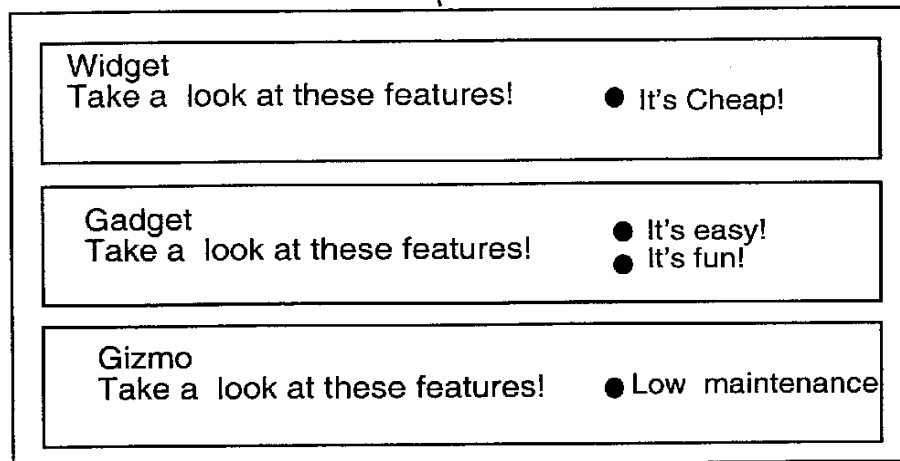 Widget
Take a look at these features!
● It's Cheap!
Gadget
Take a look at these features!
● It's easy!
● It's fun!
Gizmo
Take a look at these features!
● Low maintenance